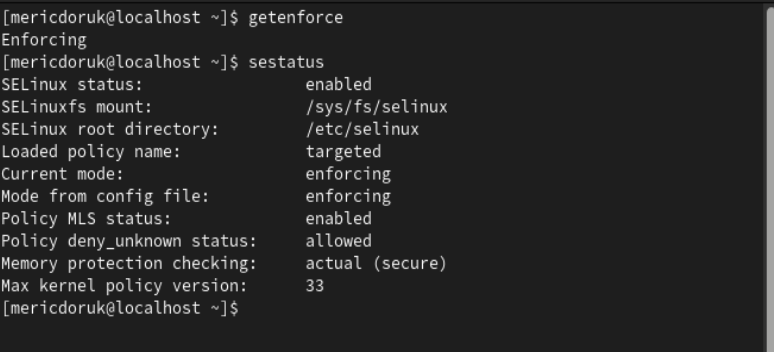 [mericdoruk@localhost ~]$ getenforce
Enforcing
[mericdoruk@localhost ~]$ sestatus
SELinux status:                 enabled
SELinuxfs mount:                /sys/fs/selinux
SELinux root directory:         /etc/selinux
Loaded policy name:             targeted
Current mode:                   enforcing
Mode from config file:          enforcing
Policy MLS status:              enabled
Policy deny_unknown status:     allowed
Memory protection checking:     actual (secure)
Max kernel policy version:      33
[mericdoruk@localhost ~]$